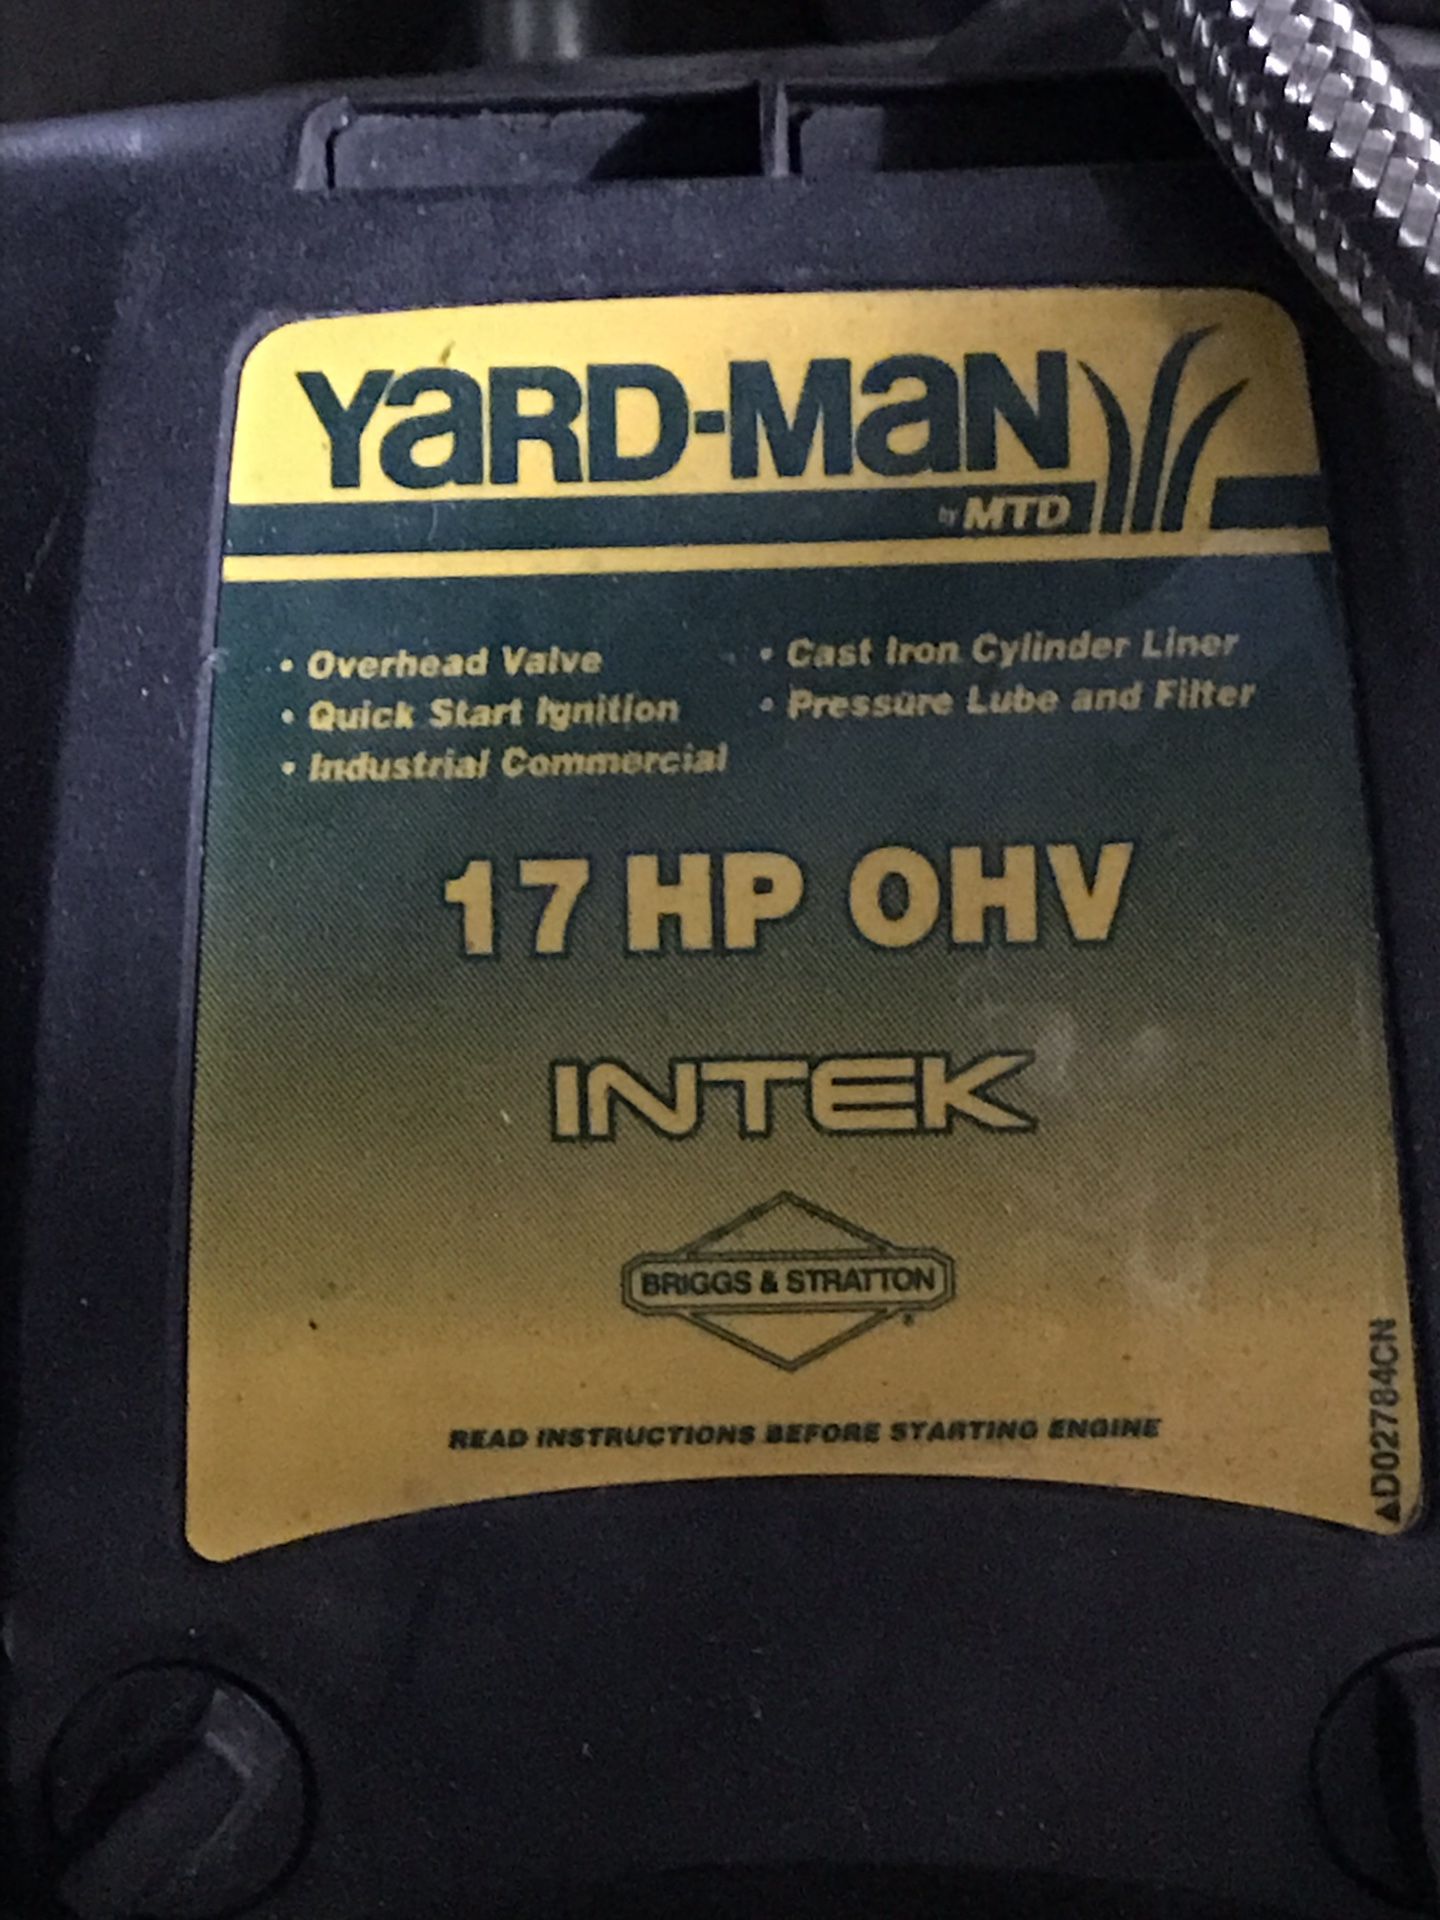 YaRD-MaN
by MTD
• Overhead Valve
• Quick Start Ignition
• Industrial Commercial
• Cast Iron Cylinder Liner
• Pressure Lube and Filter
17 HP OHV
INTEK
BRIGGS & STRATTON
®
READ INSTRUCTIONS BEFORE STARTING ENGINE
▲D02784CN